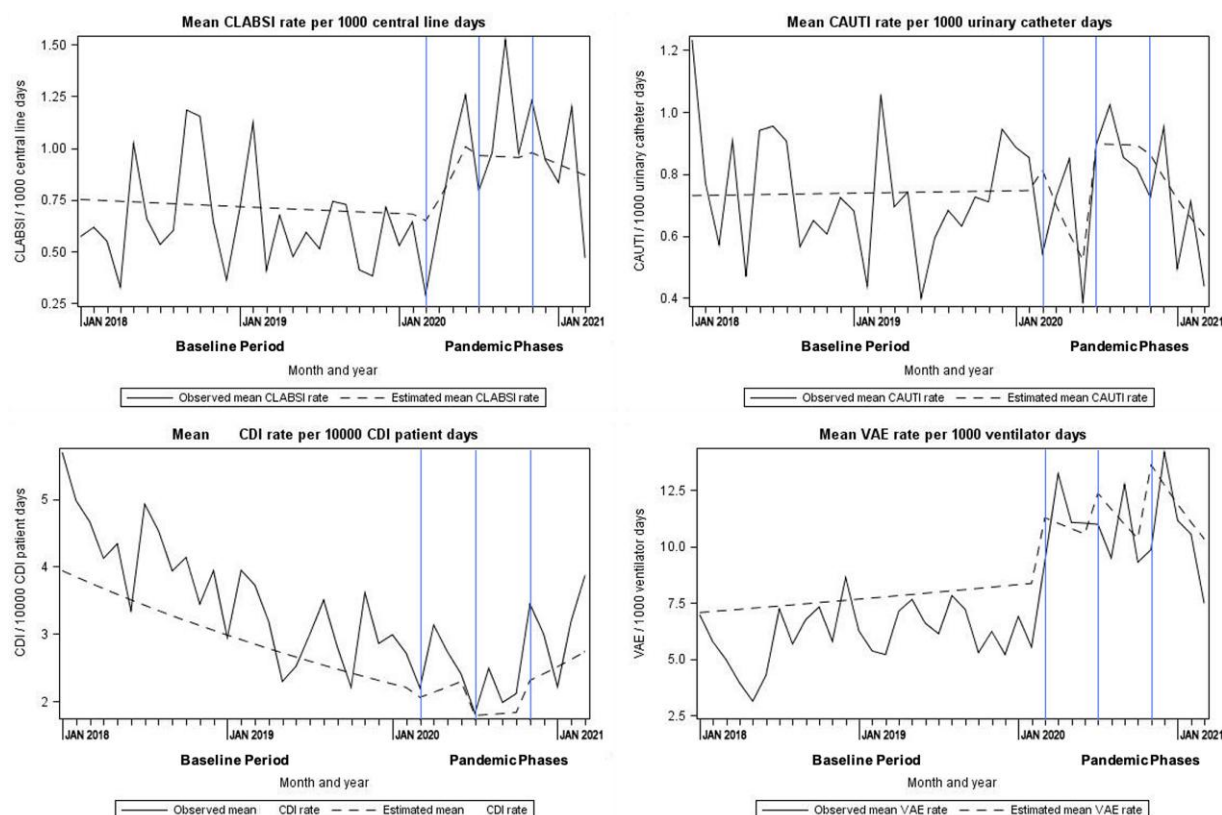 Mean CLABSI rate per 1000 central line days
CLABSI / 1000 central line days
1.50
1.25
1.00
0.75
0.50
0.25
JAN 2018
JAN 2019
JAN 2020
JAN 2021
Baseline Period
Pandemic Phases
Month and year
Observed mean CLABSI rate
Estimated mean CLABSI rate
Mean CAUTI rate per 1000 urinary catheter days
CAUTI / 1000 urinary catheter days
1.2
1.0
0.8
0.6
0.4
JAN 2018
JAN 2019
JAN 2020
JAN 2021
Baseline Period
Pandemic Phases
Month and year
Observed mean CAUTI rate
Estimated mean CAUTI rate
Mean CDI rate per 10000 CDI patient days
CDI / 10000 CDI patient days
5
4
3
2
JAN 2018
JAN 2019
JAN 2020
JAN 2021
Baseline Period
Pandemic Phases
Month and year
Observed mean CDI rate
Estimated mean CDI rate
Mean VAE rate per 1000 ventilator days
VAE / 1000 ventilator days
12.5
10.0
7.5
5.0
2.5
JAN 2018
JAN 2019
JAN 2020
JAN 2021
Baseline Period
Pandemic Phases
Month and year
Observed mean VAE rate
Estimated mean VAE rate